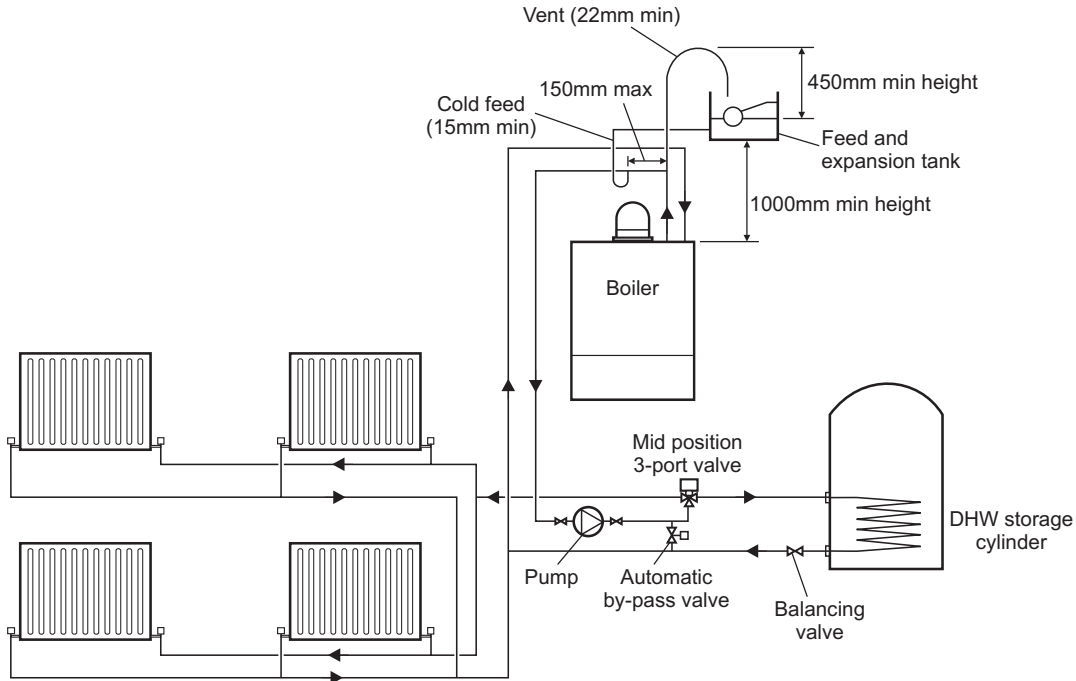 Vent (22mm min)
450mm min height
150mm max
Cold feed
(15mm min)
Feed and
expansion tank
1000mm min height
Boiler
Mid position
3-port valve
DHW storage
cylinder
Pump
Automatic
by-pass valve
Balancing
valve